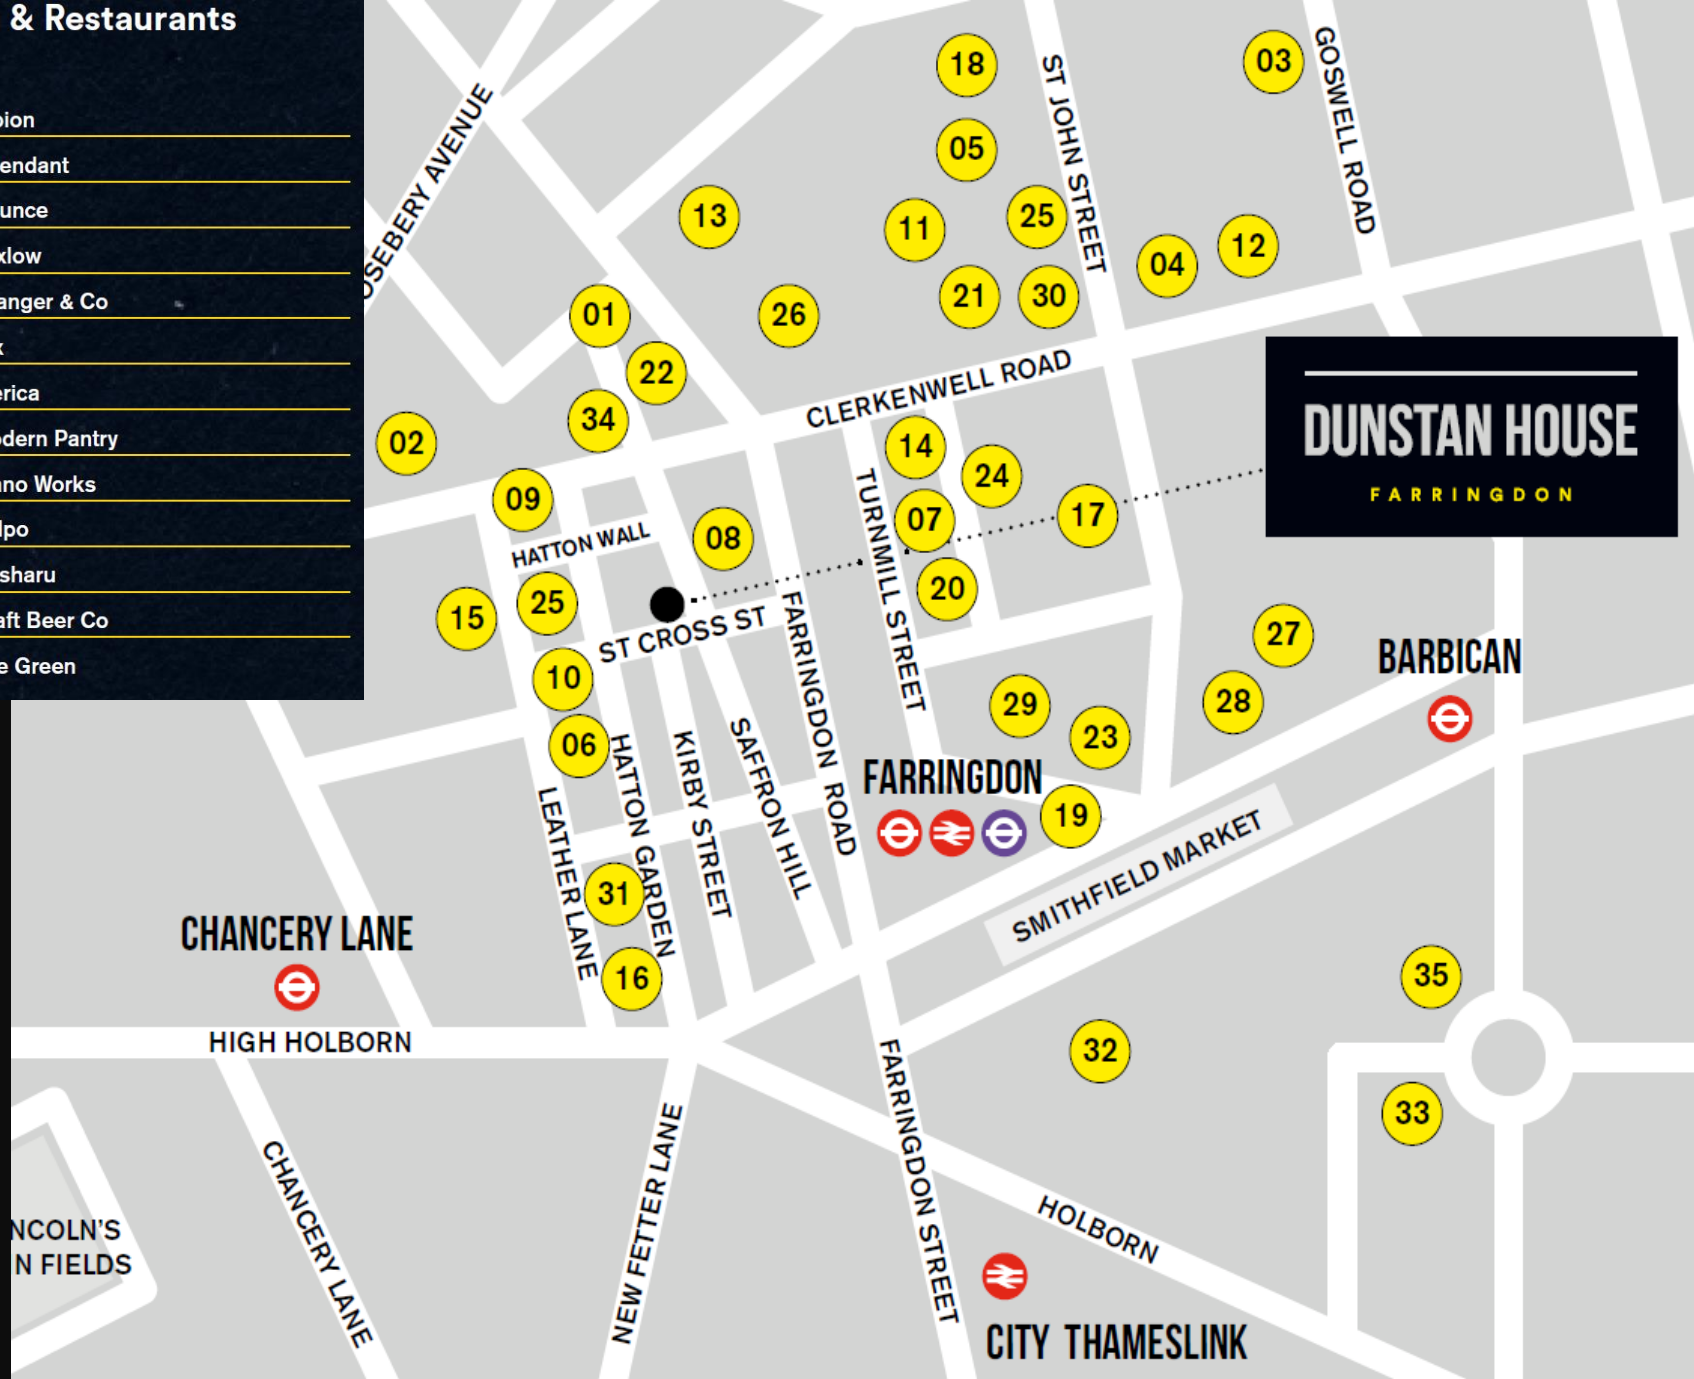 & Restaurants
pion
endant
unce
xlow
anger & Co
x
erica
odern Pantry
ano Works
lpo
sharu
aft Beer Co
e Green
OSEBERY AVENUE
ST JOHN STREET
GOSWELL ROAD
18
03
05
13
11
25
12
04
21
30
01
26
22
CLERKENWELL ROAD
34
02
14
24
DUNSTAN HOUSE
FARRINGDON
09
HATTON WALL
08
07
17
TURNMILL STREET
15
25
20
ST CROSS ST
27
BARBICAN
10
29
28
23
06
FARRINGDON ROAD
HATTON GARDEN
KIRBY STREET
SAFFRON HILL
LEATHER LANE
FARRINGDON
19
SMITHFIELD MARKET
31
16
CHANCERY LANE
HIGH HOLBORN
35
32
33
FARRINGDON STREET
NEW FETTER LANE
CHANCERY LANE
HOLBORN
NCOLN'S
N FIELDS
CITY THAMESLINK